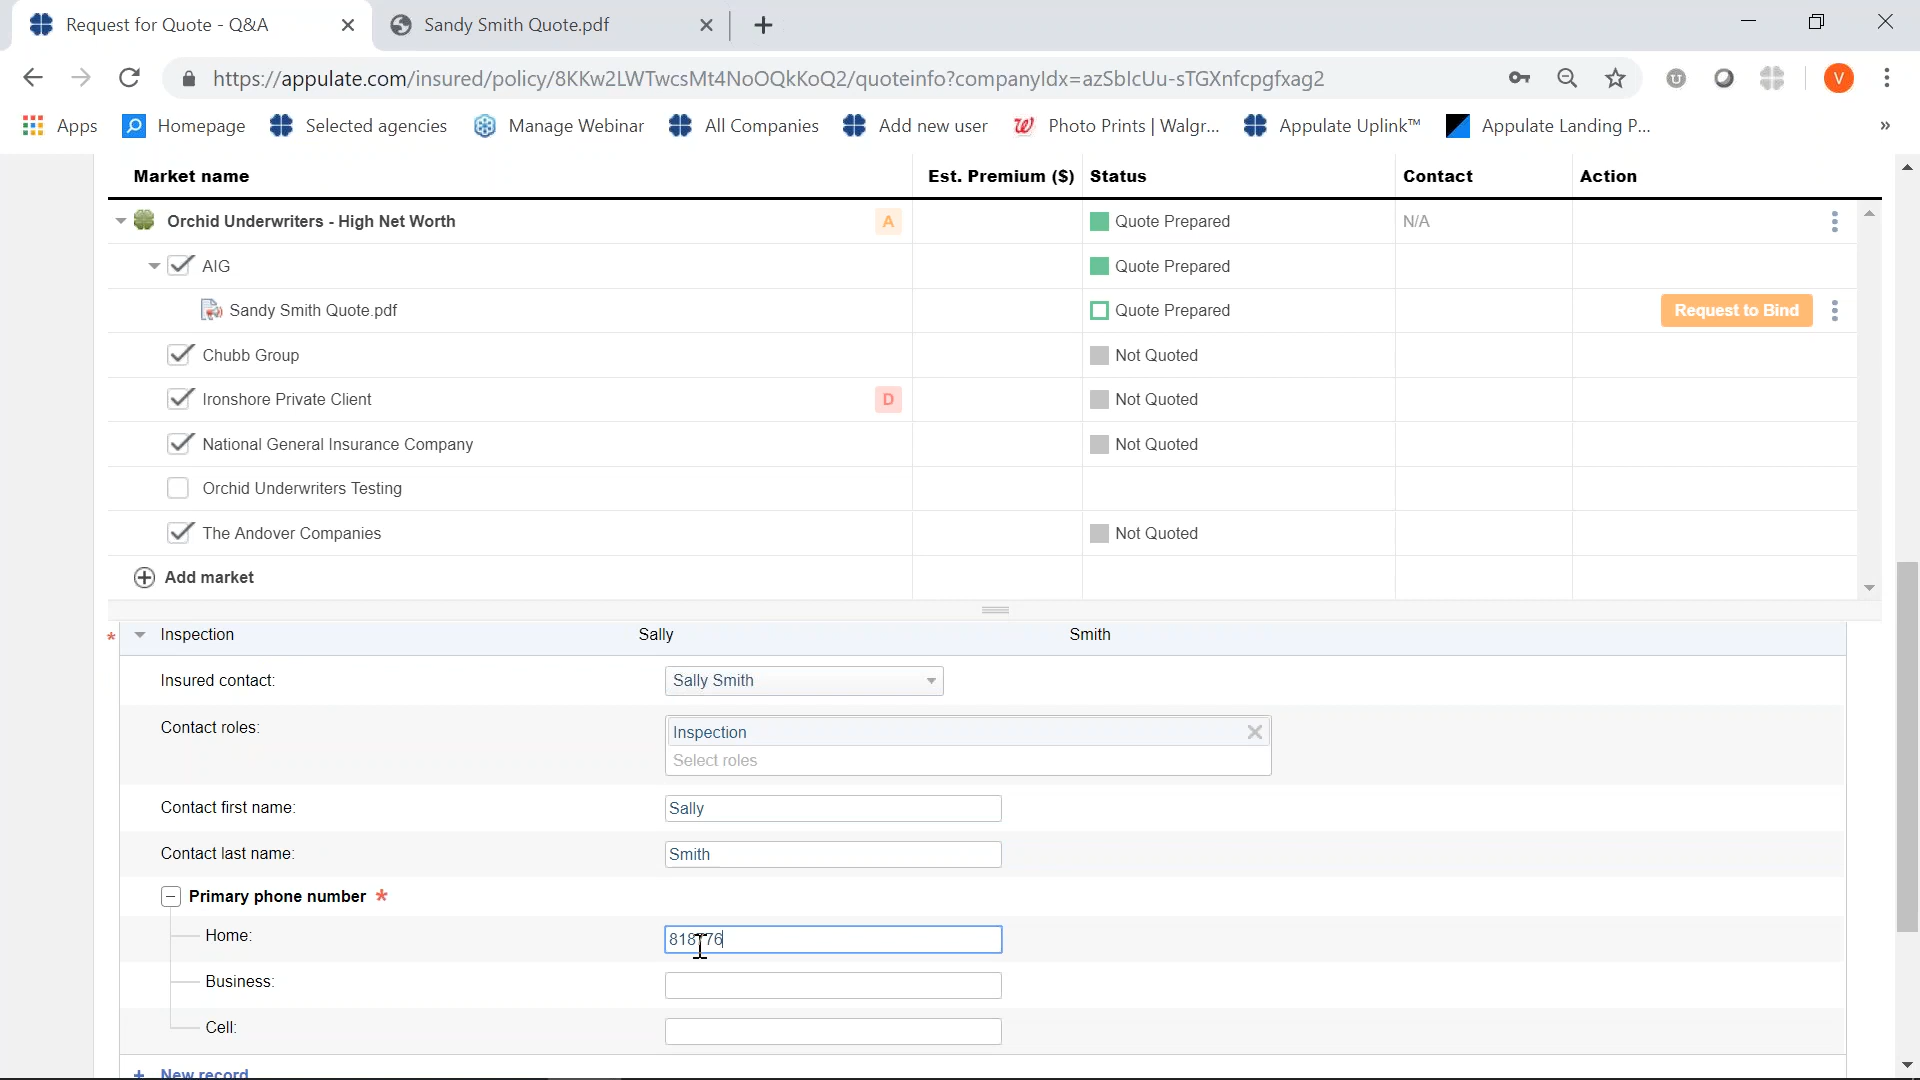 Request for Quote - Q&A
Sandy Smith Quote.pdf
https://appulate.com/insured/policy/8KKw2LWTwcsMt4NoOQkKoQ2/quoteinfo?companyIdx=azSbIcUu-sTGXnfcpgfxag2
V
Apps
Homepage
Selected agencies
Manage Webinar
All Companies
Add new user
Photo Prints | Walgr...
Appulate Uplink™
Appulate Landing P...
»
Market name Est. Premium ($) Status Contact Action
Orchid Underwriters - High Net Worth A Quote Prepared N/A
AIG Quote Prepared
Sandy Smith Quote.pdf Quote Prepared Request to Bind
Chubb Group Not Quoted
Ironshore Private Client D Not Quoted
National General Insurance Company Not Quoted
Orchid Underwriters Testing
The Andover Companies Not Quoted
Add market
* Inspection Sally Smith
Insured contact: Sally Smith
Contact roles: Inspection
Select roles
Contact first name: Sally
Contact last name: Smith
Primary phone number *
Home:
Business:
Cell:
+ New record